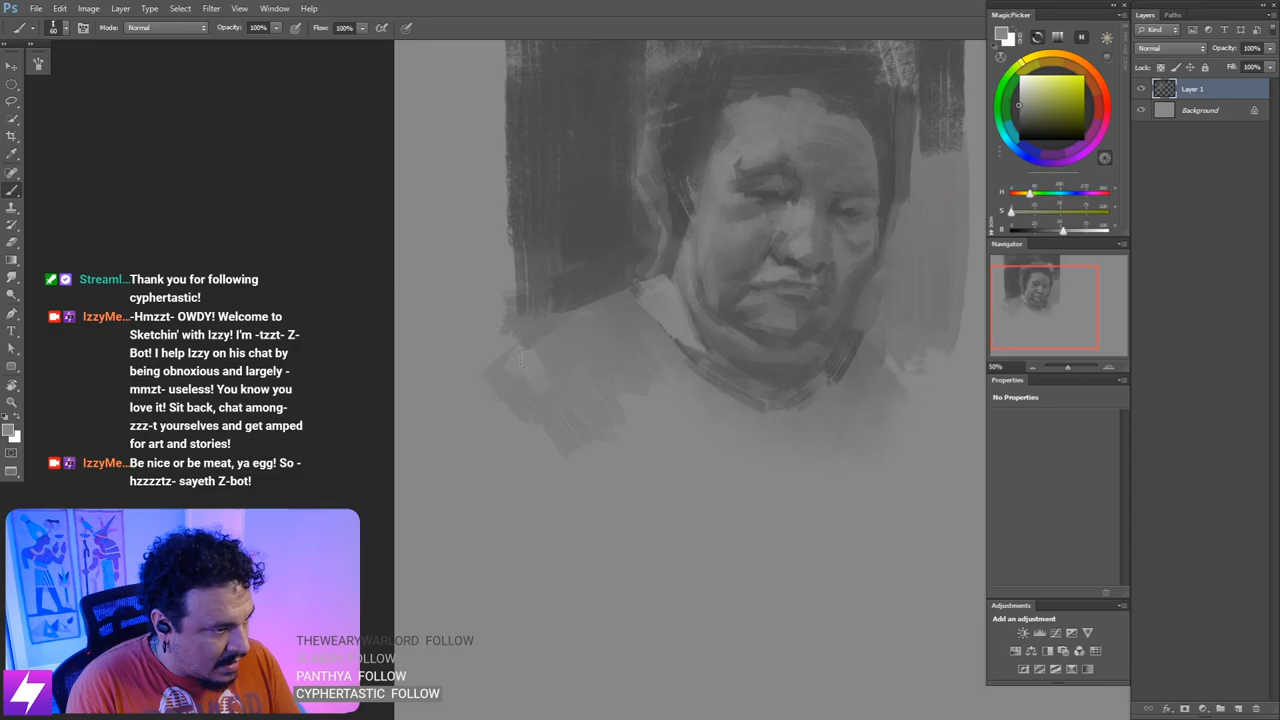 Ps File Edit Image Layer Type Select Filter View Window Help
60 Mode: Normal Opacity: 100% Flow: 100%
MagicPicker
H
H
S
B
Navigator
50%
Properties
No Properties
Adjustments
Add an adjustment
Layers Paths
Kind
Normal Opacity: 100%
Lock: Fill: 100%
Layer 1
Background
Streaml... Thank you for following
cyphertastic!
IzzyMe... -Hmzzt- OWDY! Welcome to
Sketchin' with Izzy! I'm -tzzt- Z-
Bot! I help Izzy on his chat by
being obnoxious and largely -
mmzt- useless! You know you
love it! Sit back, chat among-
zzz-t yourselves and get amped
for art and stories!
IzzyMe... Be nice or be meat, ya egg! So -
hzzzztz- sayeth Z-bot!
THEWEARYWARLORD FOLLOW
FOLLOW
PANTHYA FOLLOW
CYPHERTASTIC FOLLOW